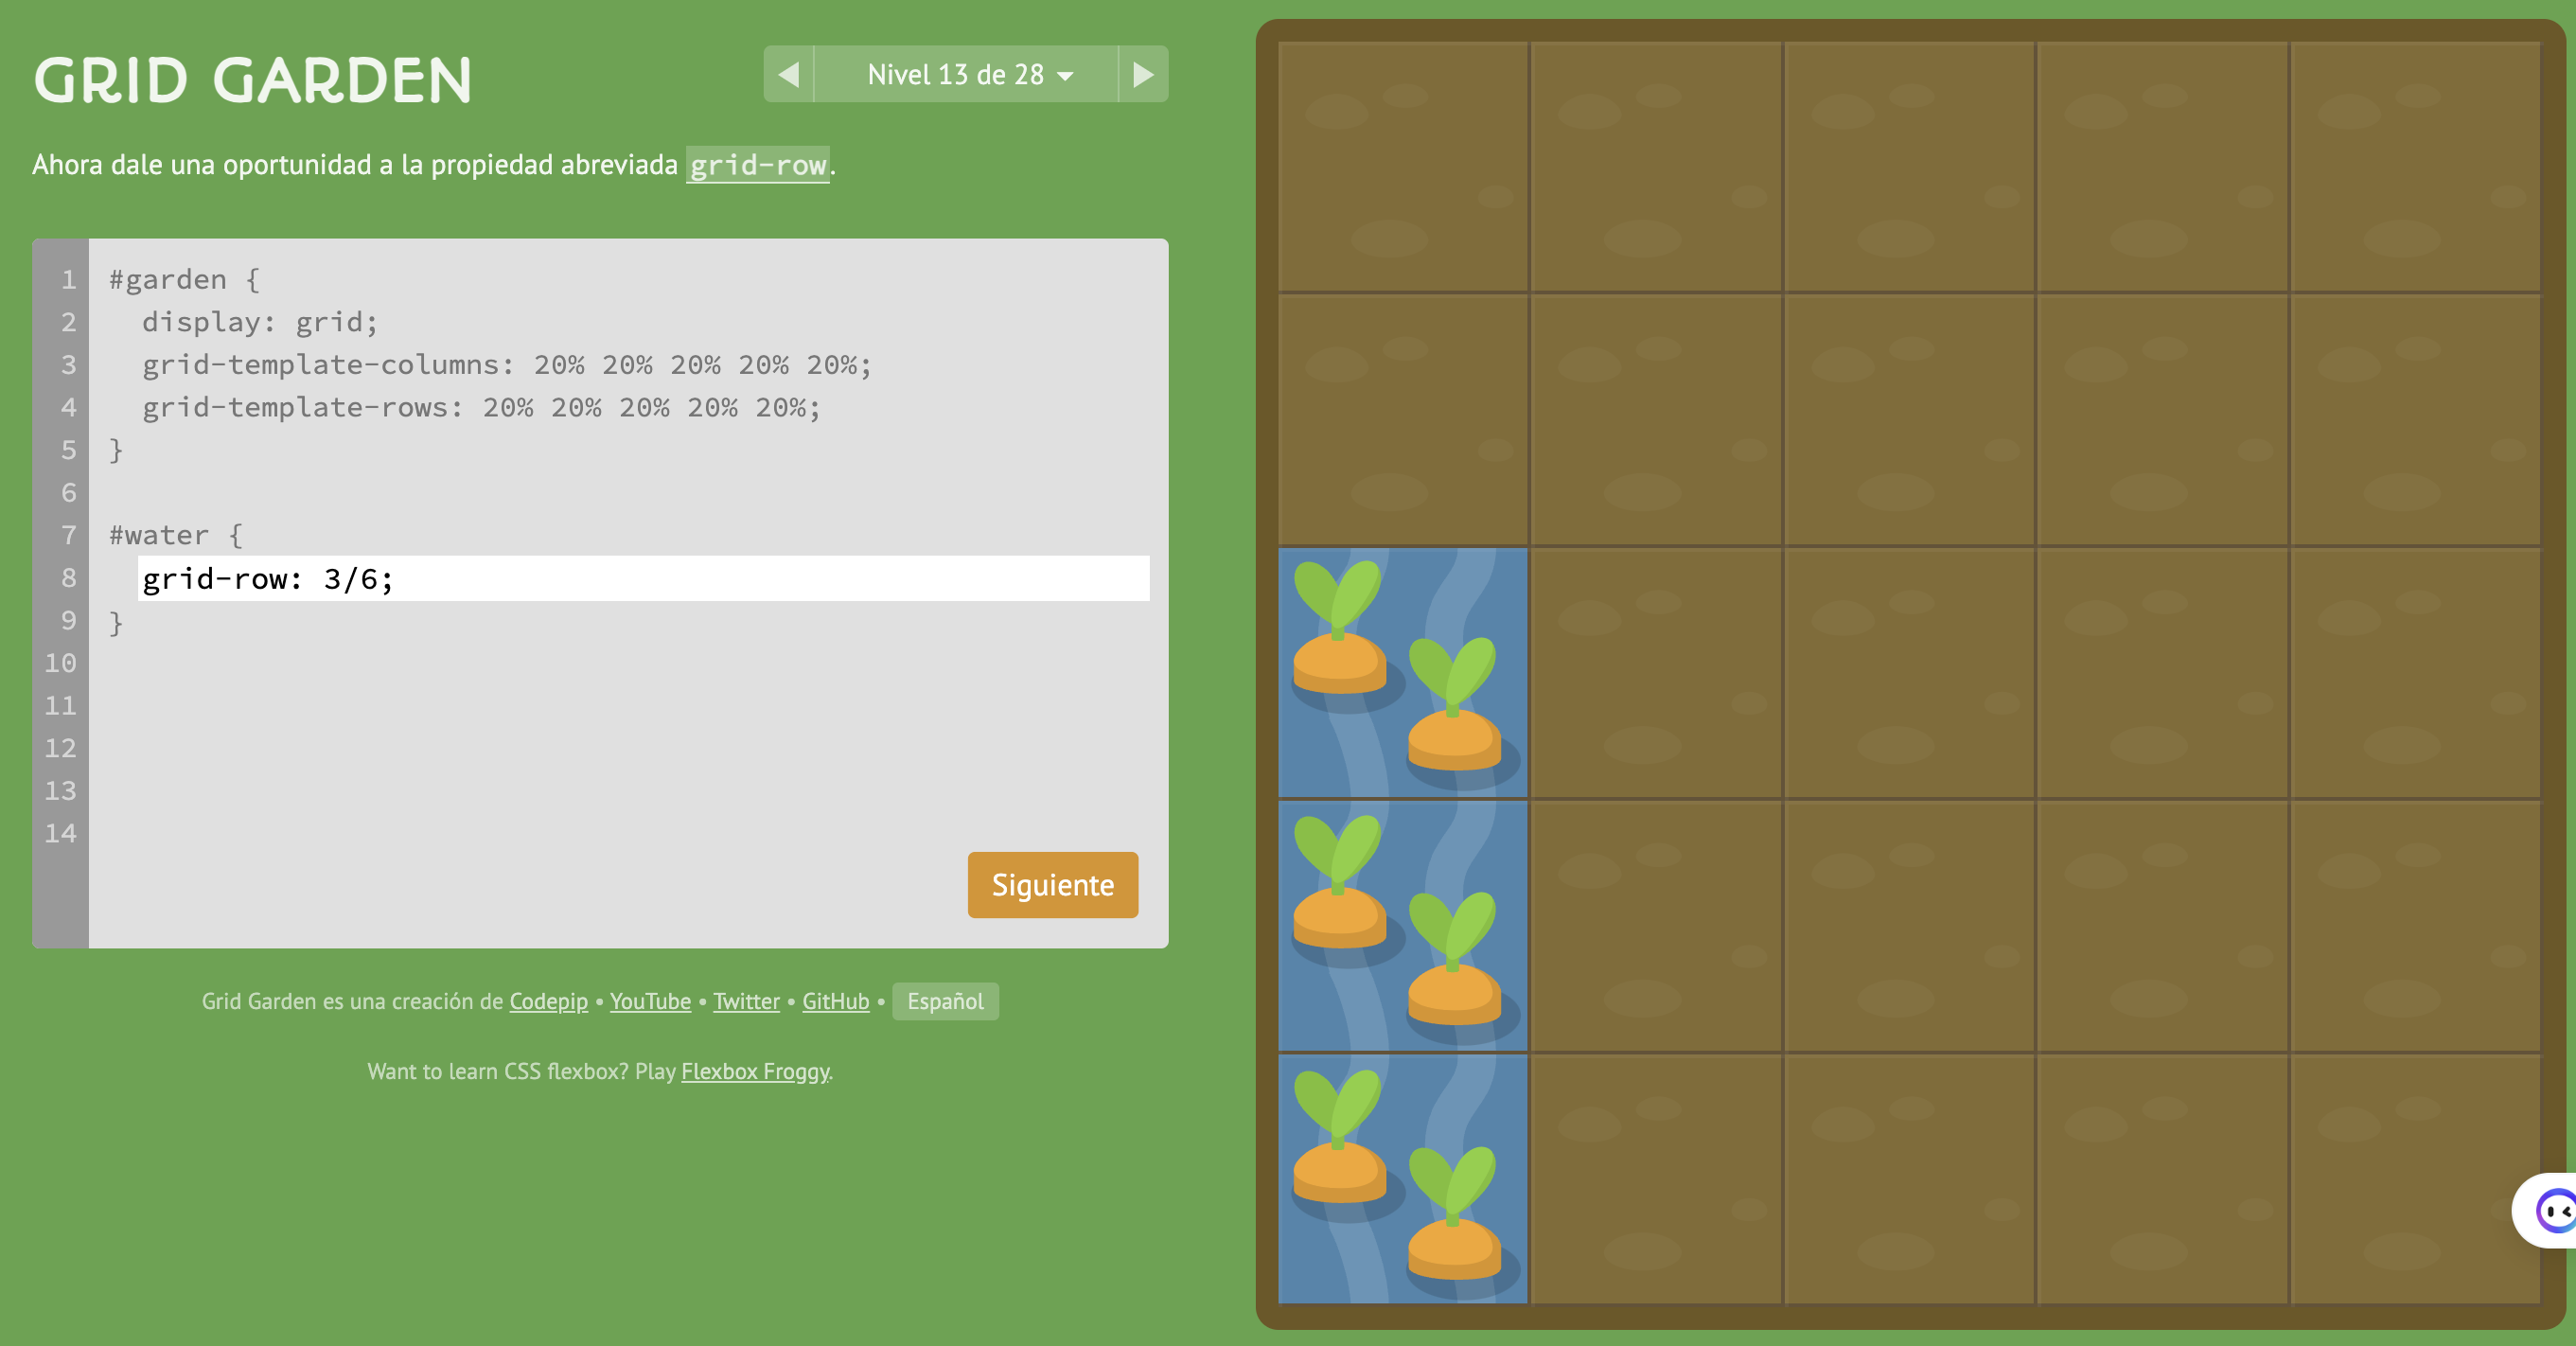 GRID GARDEN
Nivel 13 de 28
Ahora dale una oportunidad a la propiedad abreviada grid-row.
1 #garden {
2   display: grid;
3   grid-template-columns: 20% 20% 20% 20% 20%;
4   grid-template-rows: 20% 20% 20% 20% 20%;
5 }
6
7 #water {
8   grid-row: 3/6;
9 }
10
11
12
13
14
Siguiente
Grid Garden es una creación de Codepip • YouTube • Twitter • GitHub • Español
Want to learn CSS flexbox? Play Flexbox Froggy.